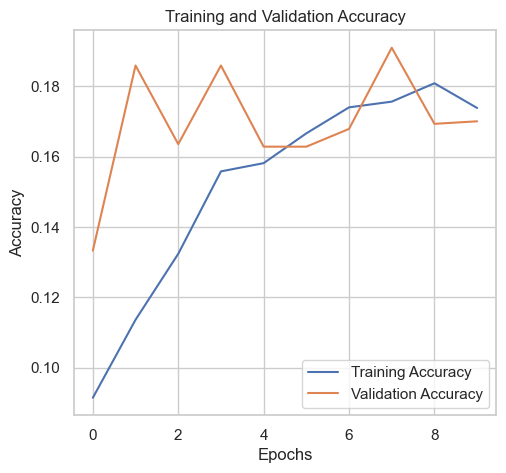 Training and Validation Accuracy
Accuracy
0.18
0.16
0.14
0.12
0.10
Training Accuracy
Validation Accuracy
0 2 4 6 8
Epochs